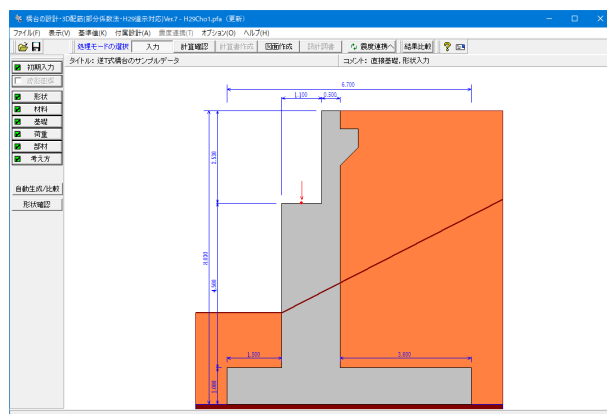 橋台の設計・3D配筋(部分係数法・H29道示対応)Ver.7 - H29Cho1.pfa（更新）
ファイル(F) 表示(V) 基準値(K) 付属設計(A) 震度連携(T) オプション(O) ヘルプ(H)
処理モードの選択 入力 計算確認 計算書作成 図面作成 設計調書 震度連携へ 結果比較
タイトル: 逆T式橋台のサンプルデータ コメント: 直接基礎, 形状入力
初期入力
形状
材料
基礎
荷重
部材
考え方
自動生成/比較
形状確認
6.700
1.100 0.500
2.500
8.000
4.500
1.500 3.600
1.000